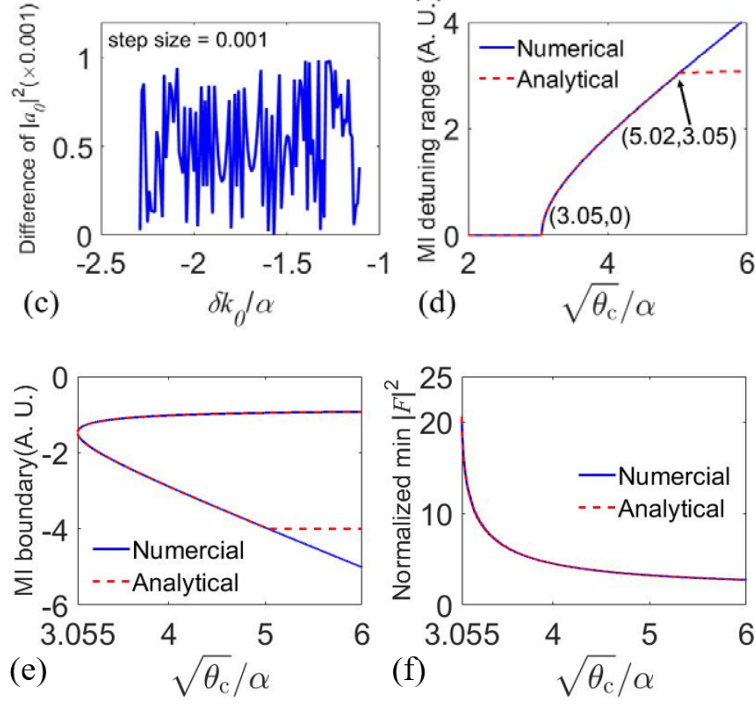 Difference of |a₀|²(×0.001)
step size = 0.001
1
0.5
0
-2.5 -2 -1.5 -1
δk₀/α
(c)
MI detuning range (A. U.)
4
2
0
Numerical
Analytical
(5.02,3.05)
(3.05,0)
2 4 6
√θc/α
(d)
MI boundary(A. U.)
0
-2
-4
-6
Numercial
Analytical
3.055 4 5 6
√θc/α
(e)
Normalized min |F|²
25
20
10
0
Numercial
Analytical
3.055 4 5 6
√θc/α
(f)